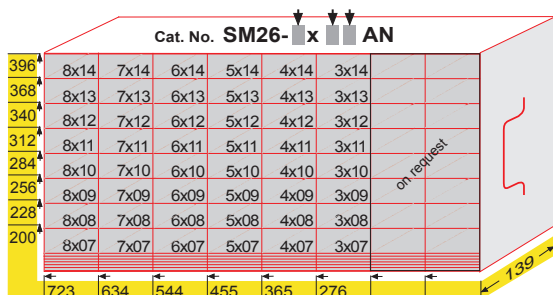 Cat. No. SM26- x AN
396 8x14 7x14 6x14 5x14 4x14 3x14
368 8x13 7x13 6x13 5x13 4x13 3x13
340 8x12 7x12 6x12 5x12 4x12 3x12
312 8x11 7x11 6x11 5x11 4x11 3x11
284 8x10 7x10 6x10 5x10 4x10 3x10
256 8x09 7x09 6x09 5x09 4x09 3x09
228 8x08 7x08 6x08 5x08 4x08 3x08
200 8x07 7x07 6x07 5x07 4x07 3x07
on request
139
723 634 544 455 365 276